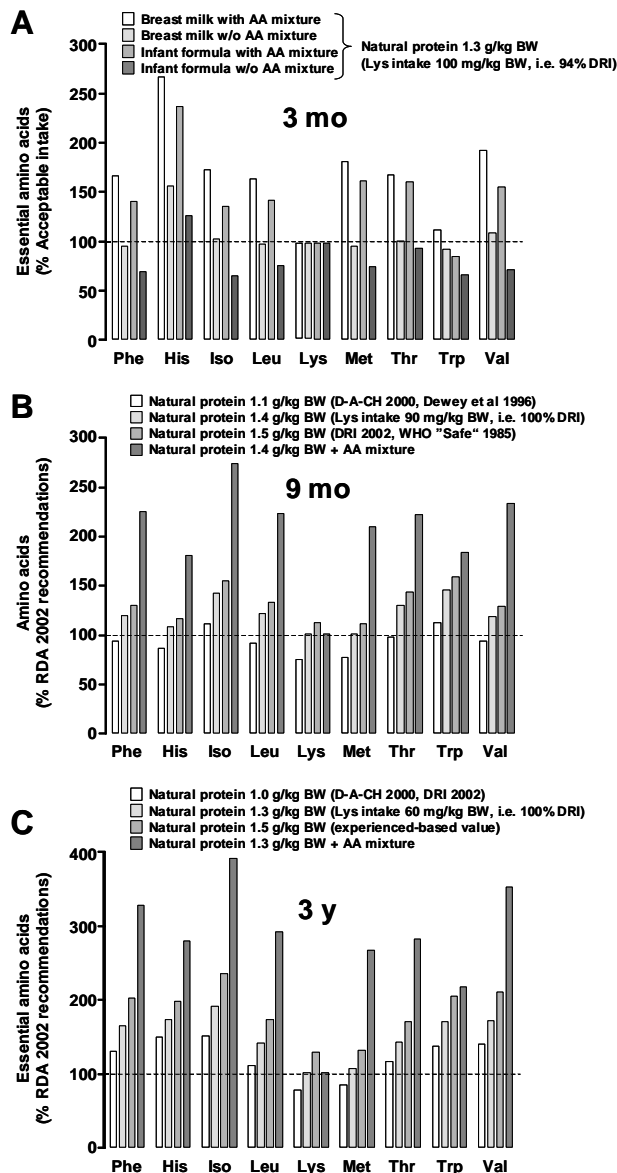 A
Breast milk with AA mixture
Breast milk w/o AA mixture
Infant formula with AA mixture
Infant formula w/o AA mixture
Natural protein 1.3 g/kg BW
(Lys intake 100 mg/kg BW, i.e. 94% DRI)
3 mo
Essential amino acids
(% Acceptable intake)
300
250
200
150
100
50
0
Phe His Iso Leu Lys Met Thr Trp Val
B
Natural protein 1.1 g/kg BW (D-A-CH 2000, Dewey et al 1996)
Natural protein 1.4 g/kg BW (Lys intake 90 mg/kg BW, i.e. 100% DRI)
Natural protein 1.5 g/kg BW (DRI 2002, WHO ”Safe“ 1985)
Natural protein 1.4 g/kg BW + AA mixture
9 mo
Amino acids
(% RDA 2002 recommendations)
300
250
200
150
100
50
0
Phe His Iso Leu Lys Met Thr Trp Val
C
Natural protein 1.0 g/kg BW (D-A-CH 2000, DRI 2002)
Natural protein 1.3 g/kg BW (Lys intake 60 mg/kg BW, i.e. 100% DRI)
Natural protein 1.5 g/kg BW (experienced-based value)
Natural protein 1.3 g/kg BW + AA mixture
3 y
Essential amino acids
(% RDA 2002 recommendations)
400
300
200
100
0
Phe His Iso Leu Lys Met Thr Trp Val